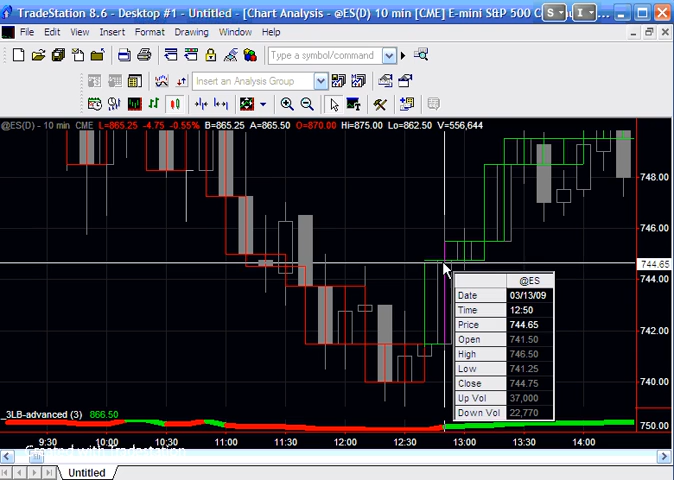 TradeStation 8.6 - Desktop #1 - Untitled - [Chart Analysis - @ES(D) 10 min [CME] E-mini S&P 500 C
S
I
File Edit View Insert Format Drawing Window Help
Type a symbol/command
Insert an Analysis Group
@ES(D) - 10 min CME L=865.25 -4.75 -0.55% B=865.25 A=865.50 O=870.00 Hi=875.00 Lo=862.50 V=556,644
748.00
746.00
744.65
744.00
742.00
740.00
@ES
Date 03/13/09
Time 12:50
Price 744.65
Open 741.50
High 746.50
Low 741.25
Close 744.75
Up Vol 37,000
Down Vol 22,770
_3LB-advanced (3) 866.50
750.00
9:30 10:00 10:30 11:00 11:30 12:00 12:30 13:00 13:30 14:00
Created with Tradestation
Untitled